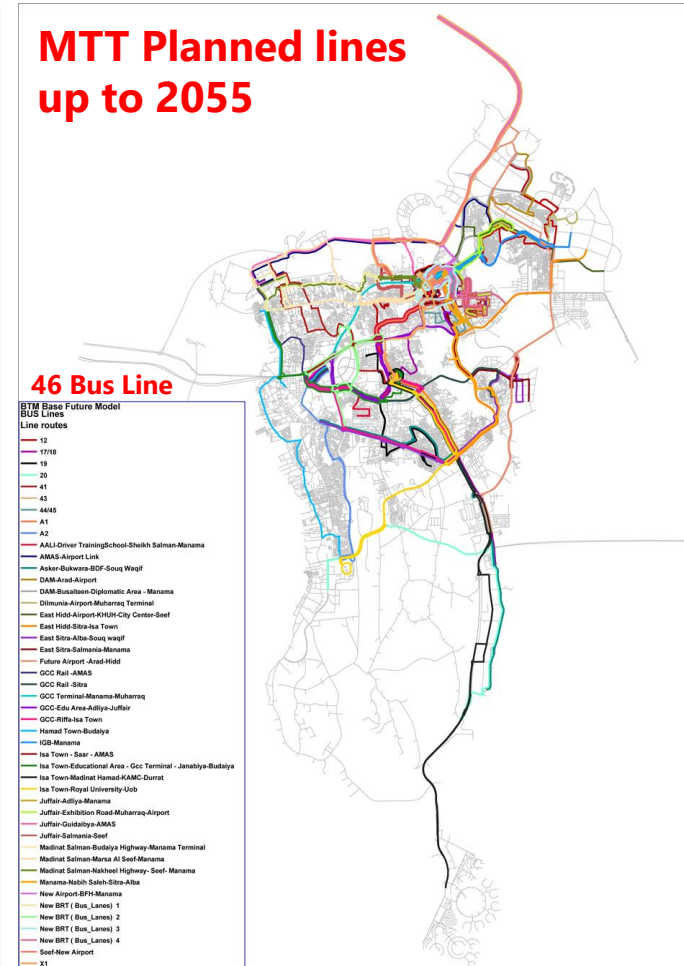 MTT Planned lines
up to 2055
46 Bus Line
BTM Base Future Model
BUS Lines
Line routes
12
17/18
19
20
41
43
44/45
A1
A2
AALI-Driver TrainingSchool-Sheikh Salman-Manama
AMAS-Airport Link
Asker-Bukwara-BDF-Souq Waqif
DAM-Arad-Airport
DAM-Busaiteen-Diplomatic Area - Manama
Dilmunia-Airport-Muharraq Terminal
East Hidd-Airport-KHUH-City Center-Seef
East Hidd-Sitra-Isa Town
East Sitra-Alba-Souq waqif
East Sitra-Salmania-Manama
Future Airport -Arad-Hidd
GCC Rail -AMAS
GCC Rail -Sitra
GCC Terminal-Manama-Muharraq
GCC-Edu Area-Adliya-Juffair
GCC-Riffa-Isa Town
Hamad Town-Budaiya
IGB-Manama
Isa Town - Saar - AMAS
Isa Town-Educational Area - Gcc Terminal - Janabiya-Budaiya
Isa Town-Madinat Hamad-KAMC-Durrat
Isa Town-Royal University-Uob
Juffair-Adliya-Manama
Juffair-Exhibition Road-Muharraq-Airport
Juffair-Guidaibya-AMAS
Juffair-Salmania-Seef
Madinat Salman-Budaiya Highway-Manama Terminal
Madinat Salman-Marsa Al Seef-Manama
Madinat Salman-Nakheel Highway- Seef- Manama
Manama-Nabih Saleh-Sitra-Alba
New Airport-BFH-Manama
New BRT ( Bus_Lanes) 1
New BRT ( Bus_Lanes) 2
New BRT ( Bus_Lanes) 3
New BRT ( Bus_Lanes) 4
Seef-New Airport
X1